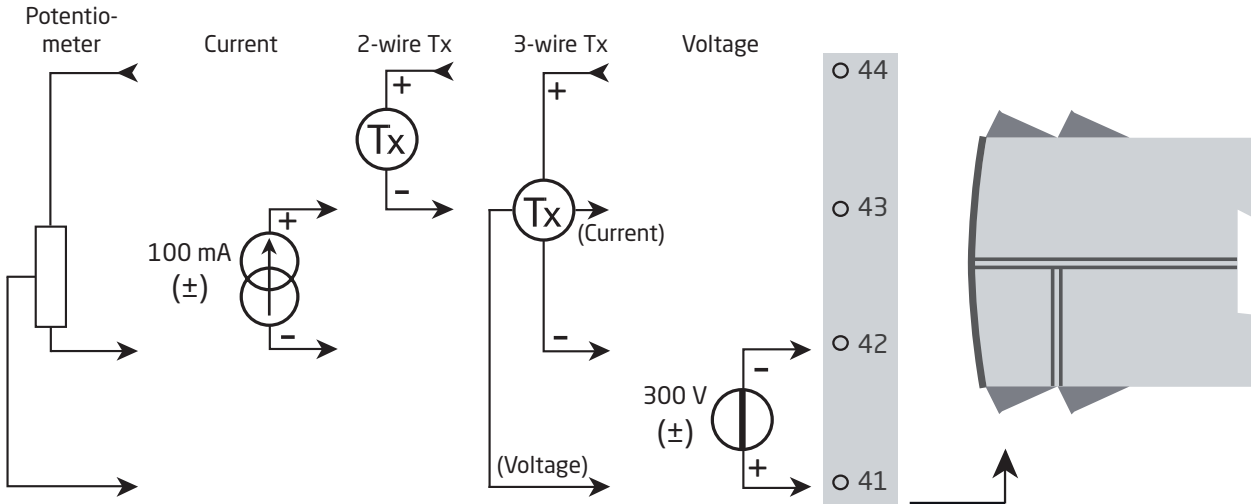 Potentio-
meter
Current
2-wire Tx
3-wire Tx
Voltage
44
+
+
Tx
Tx
-
43
+
(Current)
100 mA
(±)
-
-
42
-
300 V
(±)
(Voltage)
+
41